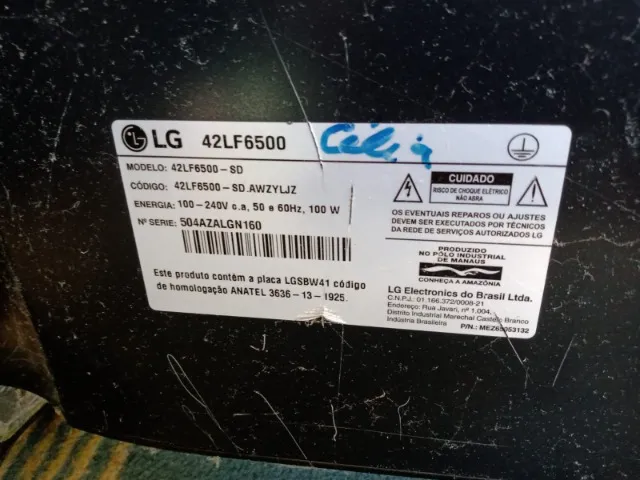 LG 42LF6500
Célia
MODELO: 42LF6500-SD
CÓDIGO: 42LF6500-SD.AWZYLJZ
ENERGIA: 100-240V c.a, 50 e 60Hz, 100 W
Nº SERIE: 504AZALGN160
Este produto contêm a placa LGSBW41 código
de homologação ANATEL 3636-13-1925.
CUIDADO
RISCO DE CHOQUE ELÉTRICO
NÃO ABRA
OS EVENTUAIS REPAROS OU AJUSTES
DEVEM SER EXECUTADOS POR TÉCNICOS
DA REDE DE SERVIÇOS AUTORIZADOS LG
PRODUZIDO
NO PÓLO INDUSTRIAL
DE MANAUS
CONHEÇA A AMAZÔNIA
LG Electronics do Brasil Ltda.
C.N.P.J.: 01.166.372/0008-21
Endereço: Rua Javari, nº 1.004,
Distrito Industrial Marechal Castelo Branco
Indústria Brasileira
P/N.: MEZ65053132